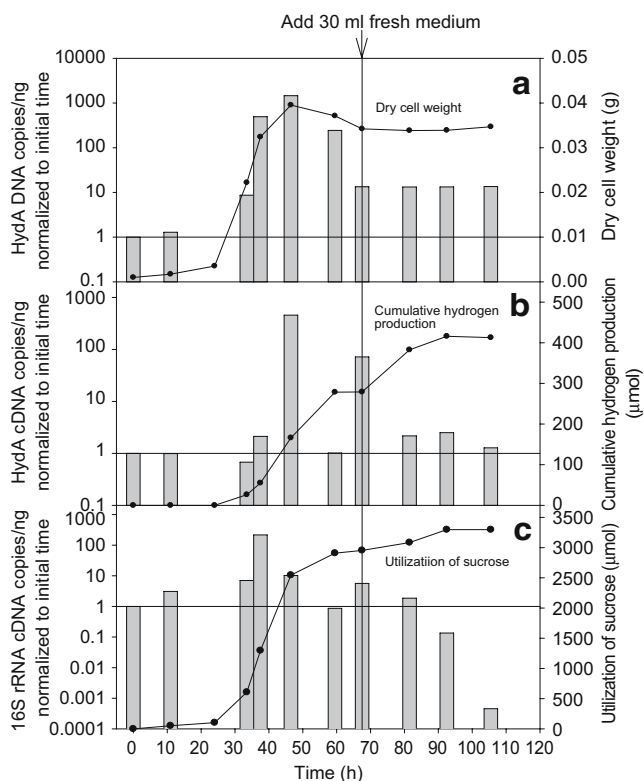 Add 30 ml fresh medium
a
HydA DNA copies/ng
normalized to initial time
10000
1000
100
10
1
0.1
Dry cell weight
0.05
0.04
0.03
0.02
0.01
0.00
Dry cell weight (g)
b
HydA cDNA copies/ng
normalized to initial time
1000
100
10
1
0.1
Cumulative hydrogen
production
500
400
300
200
100
0
Cumulative hydrogen production
(µmol)
c
16S rRNA cDNA copies/ng
normalized to initial time
1000
100
10
1
0.1
0.01
0.001
0.0001
Utilizatiion of sucrose
3500
3000
2500
2000
1500
1000
500
0
Utilization of sucrose (µmol)
0 10 20 30 40 50 60 70 80 90 100 110 120
Time (h)